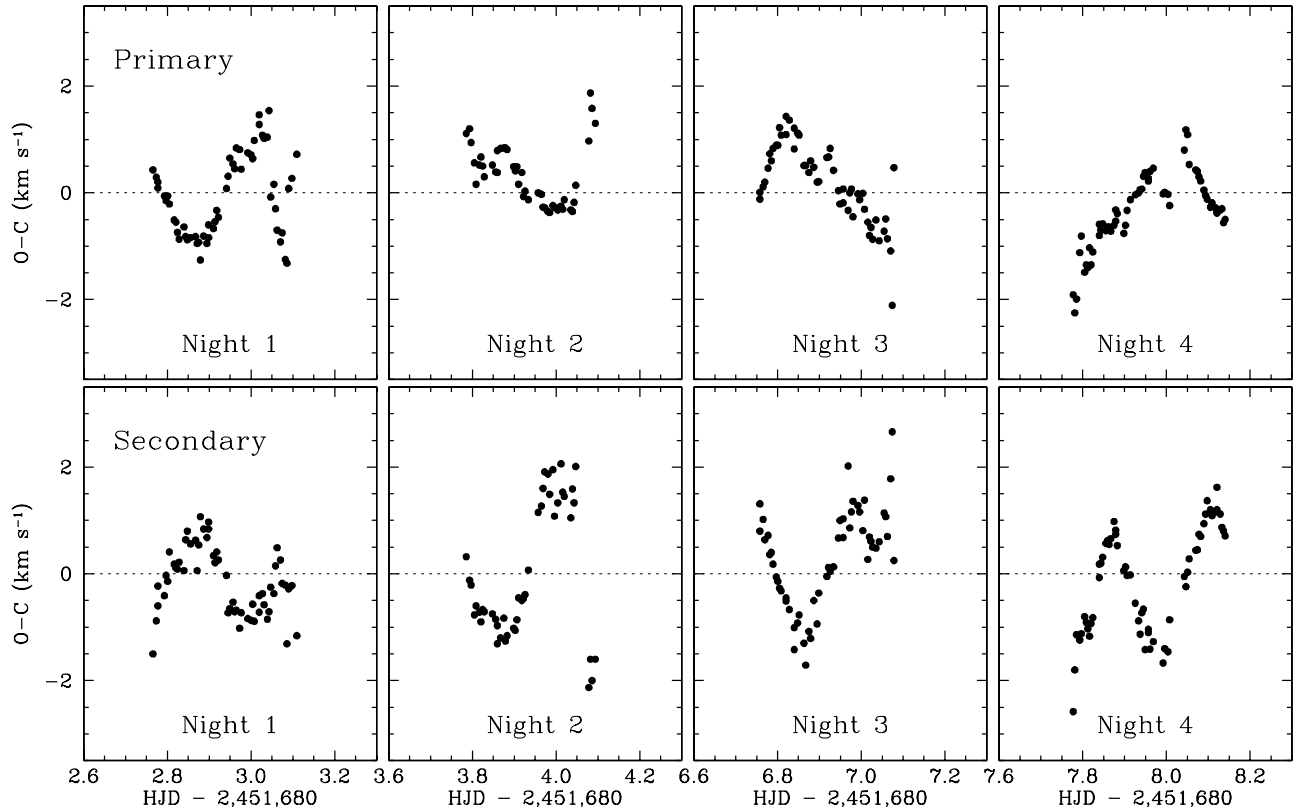 Primary
O−C (km s⁻¹)
2
0
−2
Night 1
Night 2
Night 3
Night 4
Secondary
O−C (km s⁻¹)
2
0
−2
Night 1
Night 2
Night 3
Night 4
2.6 2.8 3.0 3.2 3.6 3.8 4.0 4.2 6.6 6.8 7.0 7.2 7.6 7.8 8.0 8.2
HJD − 2,451,680 HJD − 2,451,680 HJD − 2,451,680 HJD − 2,451,680